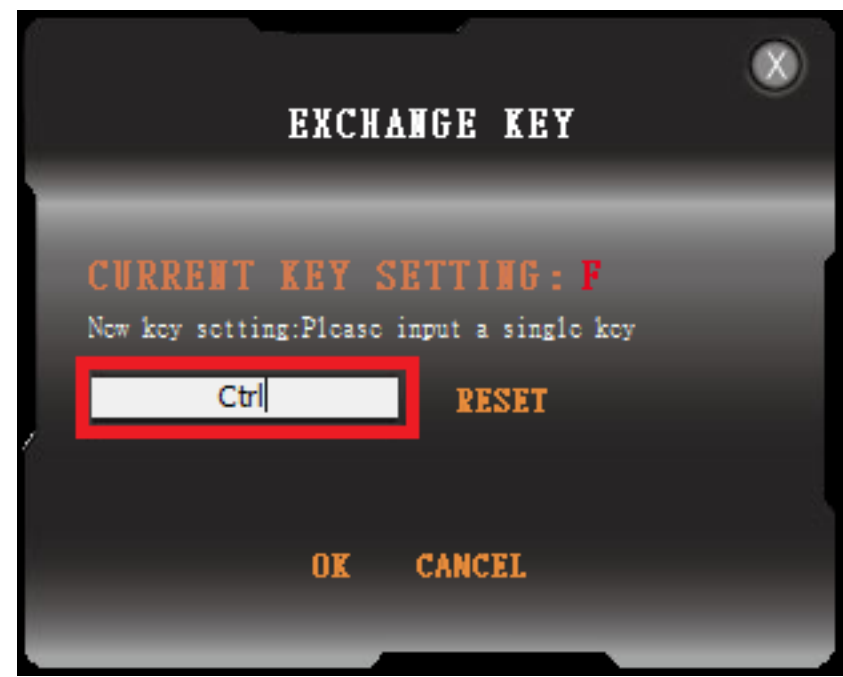 X
EXCHANGE KEY
CURRENT KEY SETTING: F
New key setting:Please input a single key
Ctrl
RESET
OK CANCEL